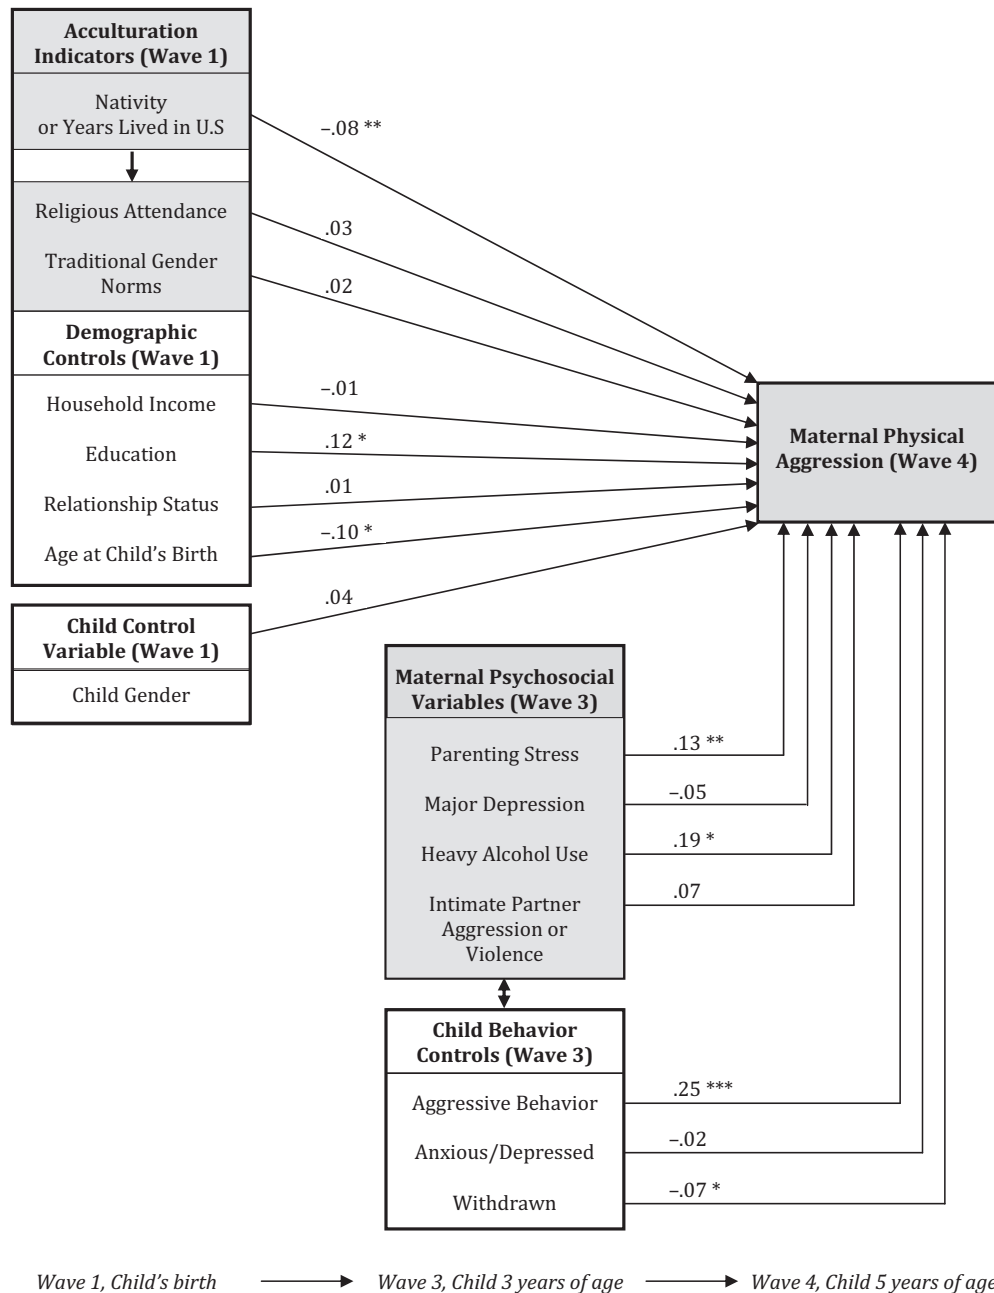 Acculturation
Indicators (Wave 1)
Nativity
or Years Lived in U.S
–.08 **
Religious Attendance
.03
Traditional Gender
Norms
.02
Demographic
Controls (Wave 1)
Household Income
–.01
Education
.12 *
Relationship Status
.01
Age at Child’s Birth
–.10 *
Maternal Physical
Aggression (Wave 4)
Child Control
Variable (Wave 1)
.04
Child Gender
Maternal Psychosocial
Variables (Wave 3)
Parenting Stress
.13 **
Major Depression
–.05
Heavy Alcohol Use
.19 *
Intimate Partner
Aggression or
Violence
.07
Child Behavior
Controls (Wave 3)
Aggressive Behavior
.25 ***
Anxious/Depressed
–.02
Withdrawn
–.07 *
Wave 1, Child’s birth
Wave 3, Child 3 years of age
Wave 4, Child 5 years of age